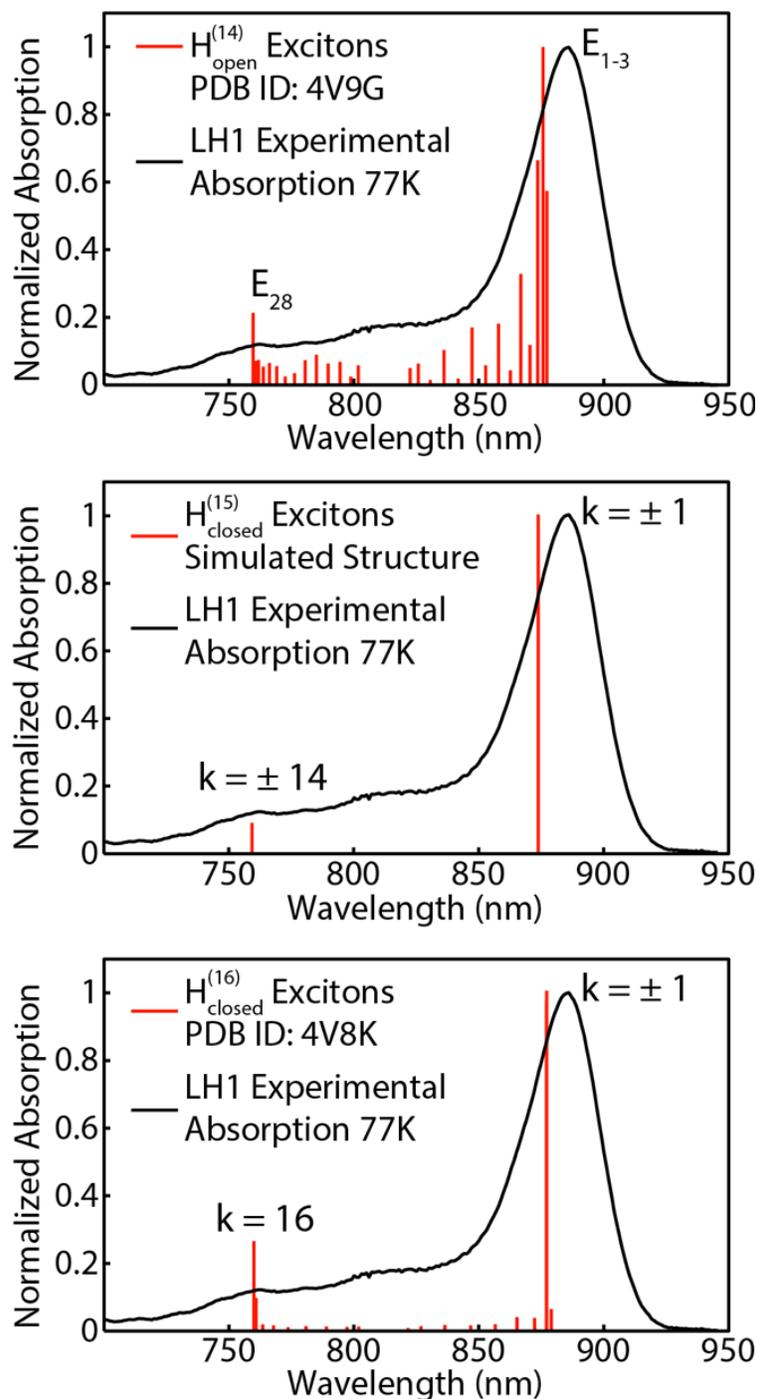 Normalized Absorption
1
0.8
0.6
0.4
0.2
0
H(14)open Excitons
PDB ID: 4V9G
LH1 Experimental
Absorption 77K
E1-3
E28
750 800 850 900 950
Wavelength (nm)
Normalized Absorption
1
0.8
0.6
0.4
0.2
0
H(15)closed Excitons
Simulated Structure
LH1 Experimental
Absorption 77K
k = ± 1
k = ± 14
750 800 850 900 950
Wavelength (nm)
Normalized Absorption
1
0.8
0.6
0.4
0.2
0
H(16)closed Excitons
PDB ID: 4V8K
LH1 Experimental
Absorption 77K
k = ± 1
k = 16
750 800 850 900 950
Wavelength (nm)